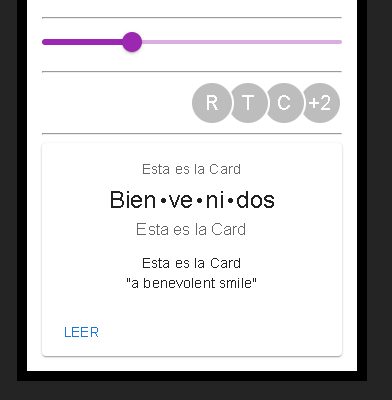 R T C +2
Esta es la Card
Bien•ve•ni•dos
Esta es la Card
Esta es la Card
"a benevolent smile"
LEER